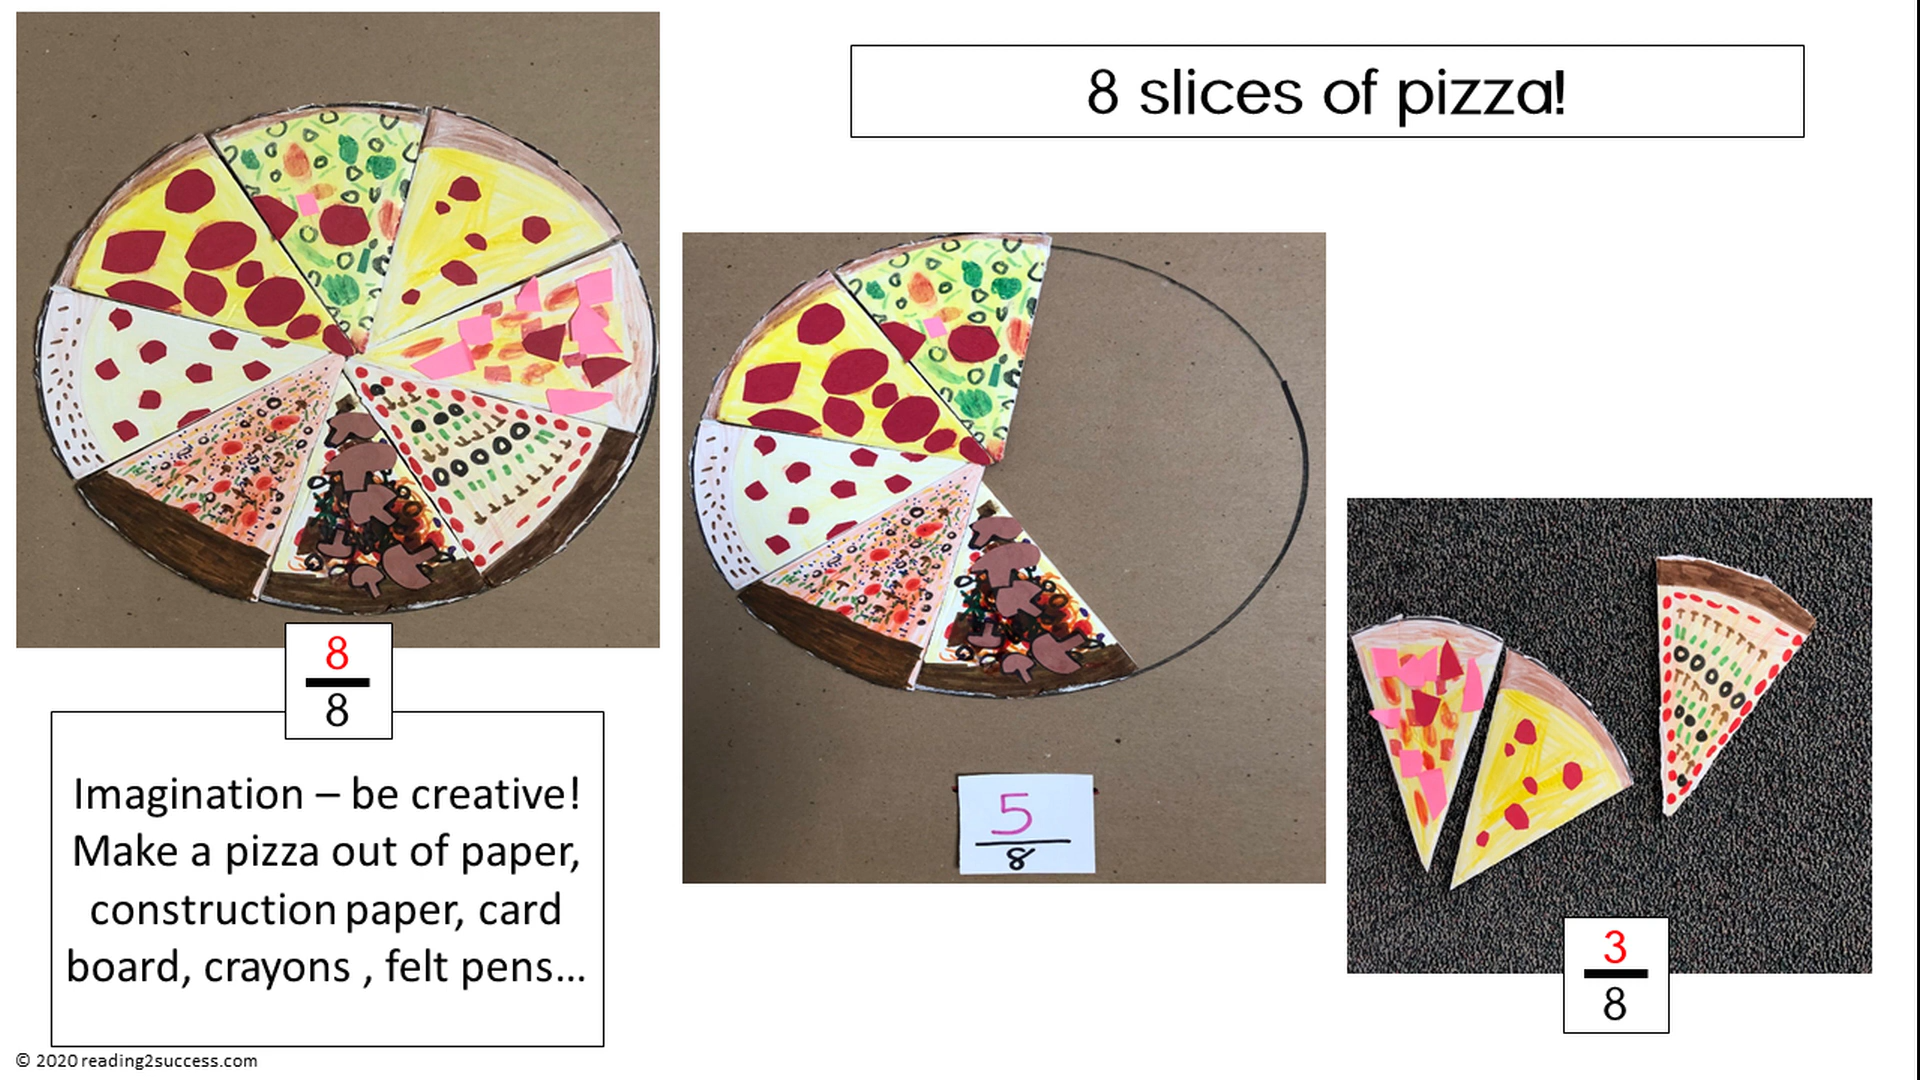 8 slices of pizza!
8
8
Imagination – be creative!
Make a pizza out of paper,
construction paper, card
board, crayons , felt pens...
5
8
3
8
© 2020 reading2success.com